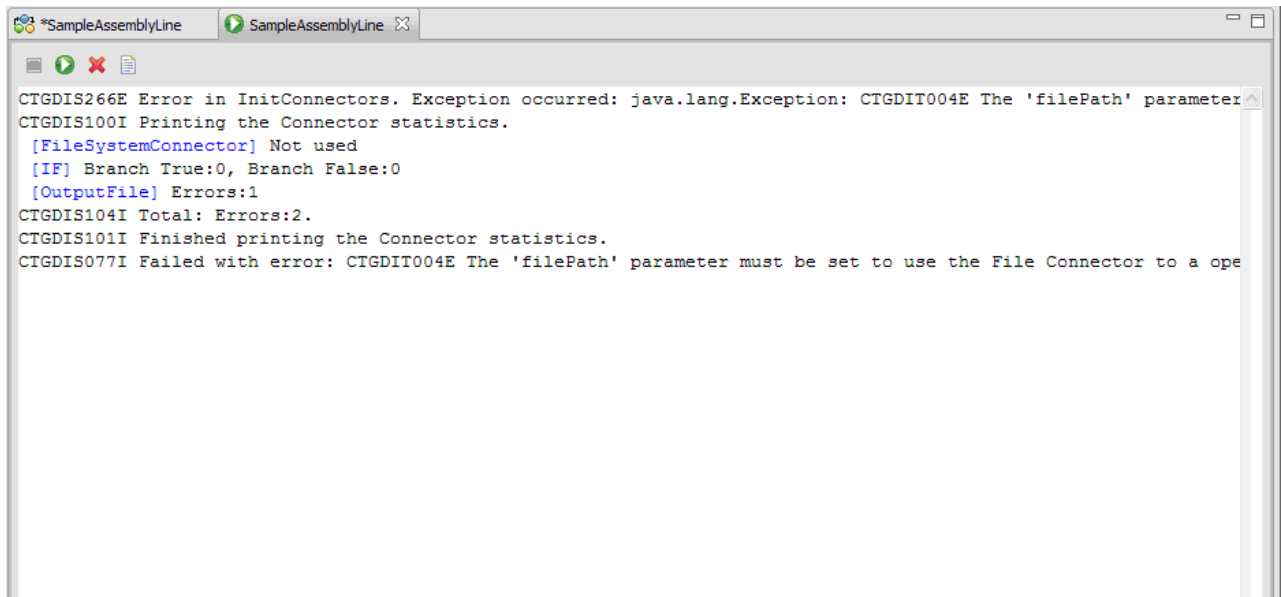 *SampleAssemblyLine
SampleAssemblyLine
CTGDIS266E Error in InitConnectors. Exception occurred: java.lang.Exception: CTGDIT004E The 'filePath' parameter
CTGDIS100I Printing the Connector statistics.
[FileSystemConnector] Not used
[IF] Branch True:0, Branch False:0
[OutputFile] Errors:1
CTGDIS104I Total: Errors:2.
CTGDIS101I Finished printing the Connector statistics.
CTGDIS077I Failed with error: CTGDIT004E The 'filePath' parameter must be set to use the File Connector to a ope